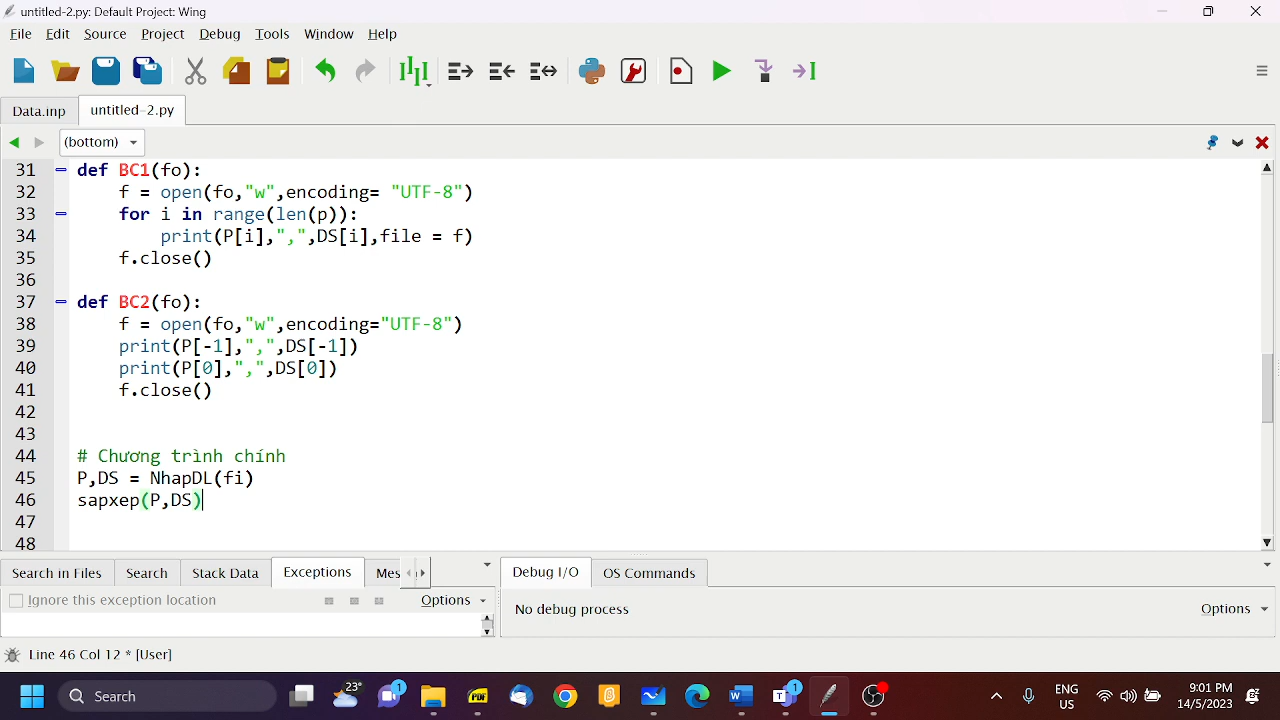 untitled-2.py: Default Project: Wing
File Edit Source Project Debug Tools Window Help
Data.inp untitled-2.py
(bottom)
31 def BC1(fo):
32 f = open(fo,"w",encoding= "UTF-8")
33 for i in range(len(p)):
34 print(P[i],",",DS[i],file = f)
35 f.close()
36
37 def BC2(fo):
38 f = open(fo,"w",encoding="UTF-8")
39 print(P[-1],",",DS[-1])
40 print(P[0],",",DS[0])
41 f.close()
42
43
44 # Chương trình chính
45 P,DS = NhapDL(fi)
46 sapxep(P,DS)
47
48
Search in Files Search Stack Data Exceptions Mes Debug I/O OS Commands
Ignore this exception location Options No debug process Options
Line 46 Col 12 * [User]
Search 23° 1 PDF 1 ENG US 9:01 PM 14/5/2023